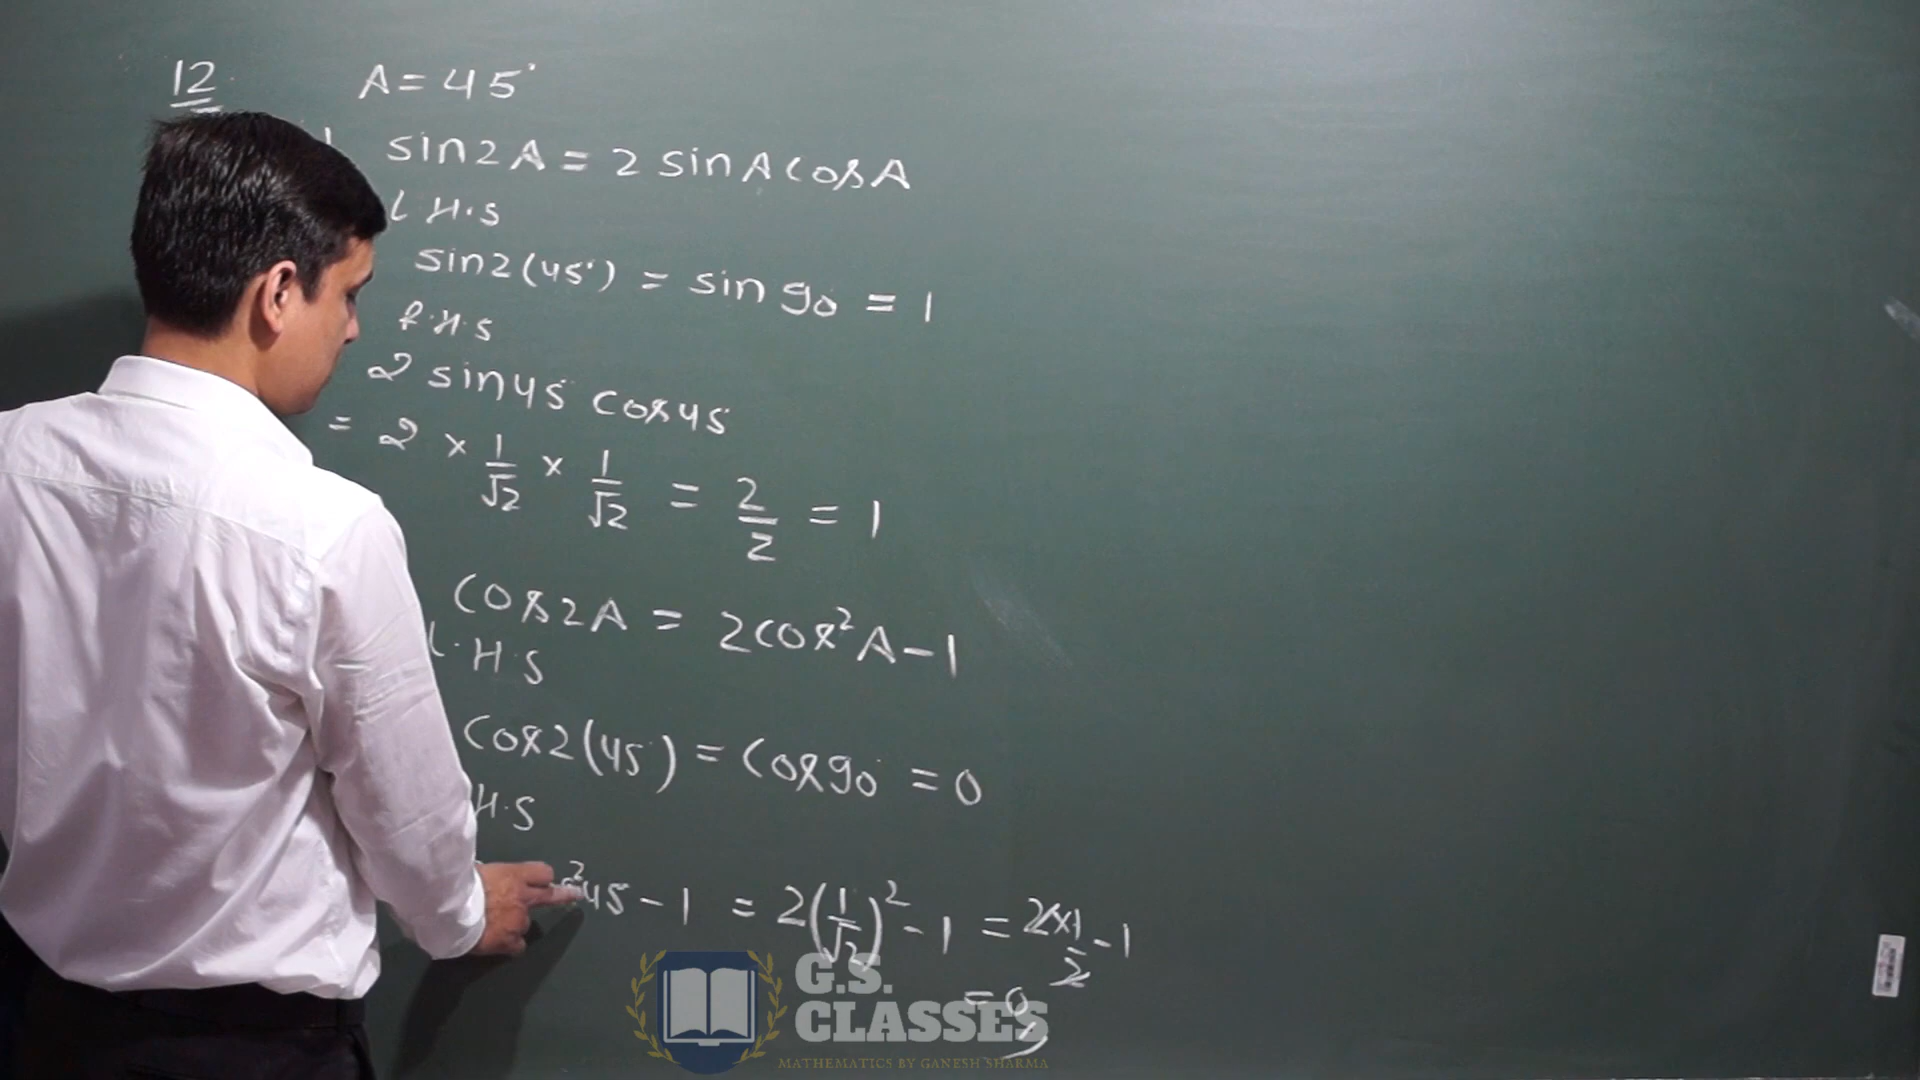 12
A = 45°
sin2A = 2 sinA cosA
L.H.S
sin2(45°) = sin 90 = 1
R.H.S
2 sin45 cos45
= 2 × 1/√2 × 1/√2 = 2/2 = 1
cos2A = 2cos²A - 1
L.H.S
cos2(45) = cos90 = 0
H.S
²45 - 1 = 2(1/√2)² - 1 = 2×1/2 - 1
= 0
G.S.
CLASSES
MATHEMATICS BY GANESH SHARMA